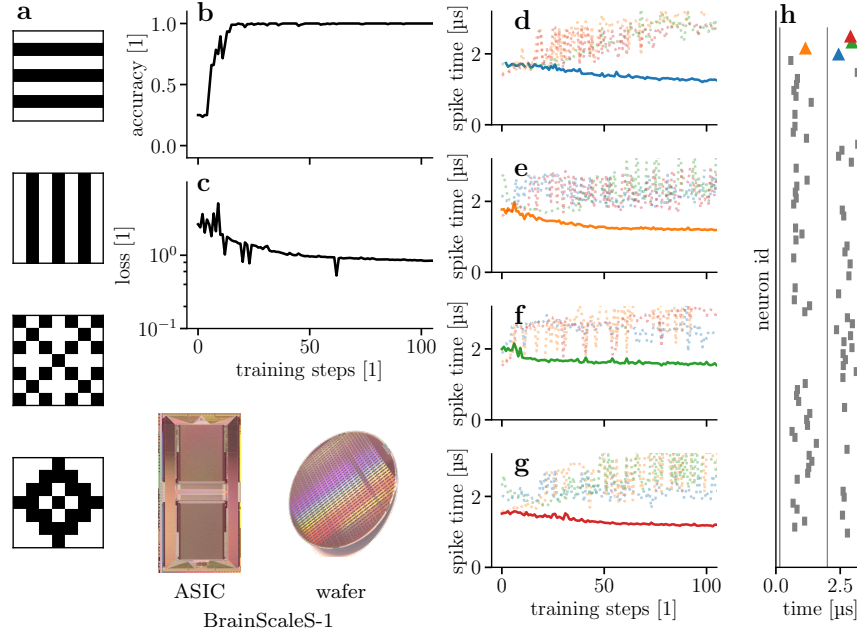 a
b
accuracy [1]
1.0
0.5
0.0
c
loss [1]
10⁰
10⁻¹
0
50
100
training steps [1]
ASIC
wafer
BrainScaleS-1
d
spike time [µs]
2
0
e
spike time [µs]
2
0
f
spike time [µs]
2
0
g
spike time [µs]
2
0
0
50
100
training steps [1]
h
neuron id
0.0
2.5
time [µs]